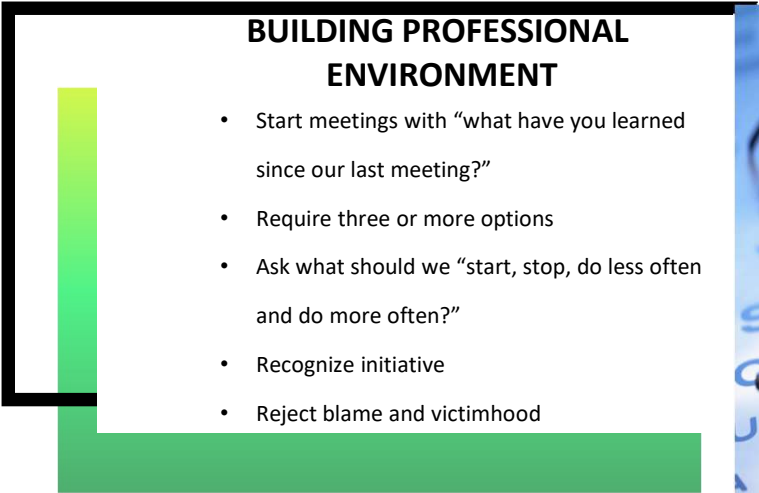 BUILDING PROFESSIONAL
ENVIRONMENT
• Start meetings with “what have you learned
since our last meeting?”
• Require three or more options
• Ask what should we “start, stop, do less often
and do more often?”
• Recognize initiative
• Reject blame and victimhood